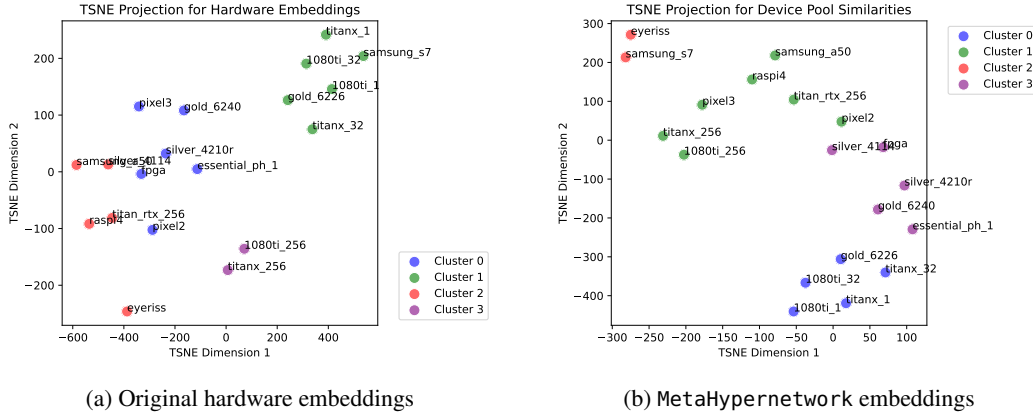 TSNE Projection for Hardware Embeddings
titanx_1
samsung_s7
1080ti_32
1080ti_1
gold_6226
titanx_32
pixel3
gold_6240
silver_4210r
samsung_a50
silver_4114
fpga
essential_ph_1
titan_rtx_256
raspi4
pixel2
1080ti_256
titanx_256
eyeriss
200
100
0
−100
−200
TSNE Dimension 2
−600
−400
−200
0
200
400
TSNE Dimension 1
Cluster 0
Cluster 1
Cluster 2
Cluster 3
(a) Original hardware embeddings
TSNE Projection for Device Pool Similarities
eyeriss
samsung_s7
samsung_a50
raspi4
pixel3
titan_rtx_256
titanx_256
pixel2
1080ti_256
silver_4114
fpga
silver_4210r
gold_6240
essential_ph_1
gold_6226
titanx_32
1080ti_32
titanx_1
1080ti_1
300
200
100
0
−100
−200
−300
−400
TSNE Dimension 2
−300
−250
−200
−150
−100
−50
0
50
100
TSNE Dimension 1
Cluster 0
Cluster 1
Cluster 2
Cluster 3
(b) MetaHypernetwork embeddings